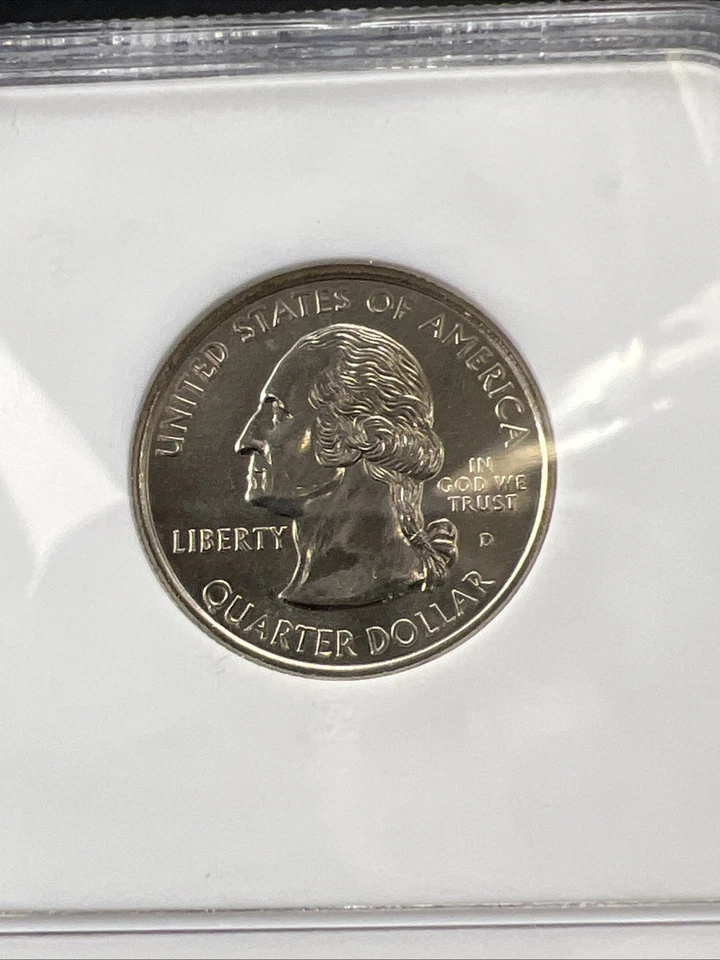 UNITED STATES OF AMERICA
IN
GOD WE
TRUST
LIBERTY
D
QUARTER DOLLAR